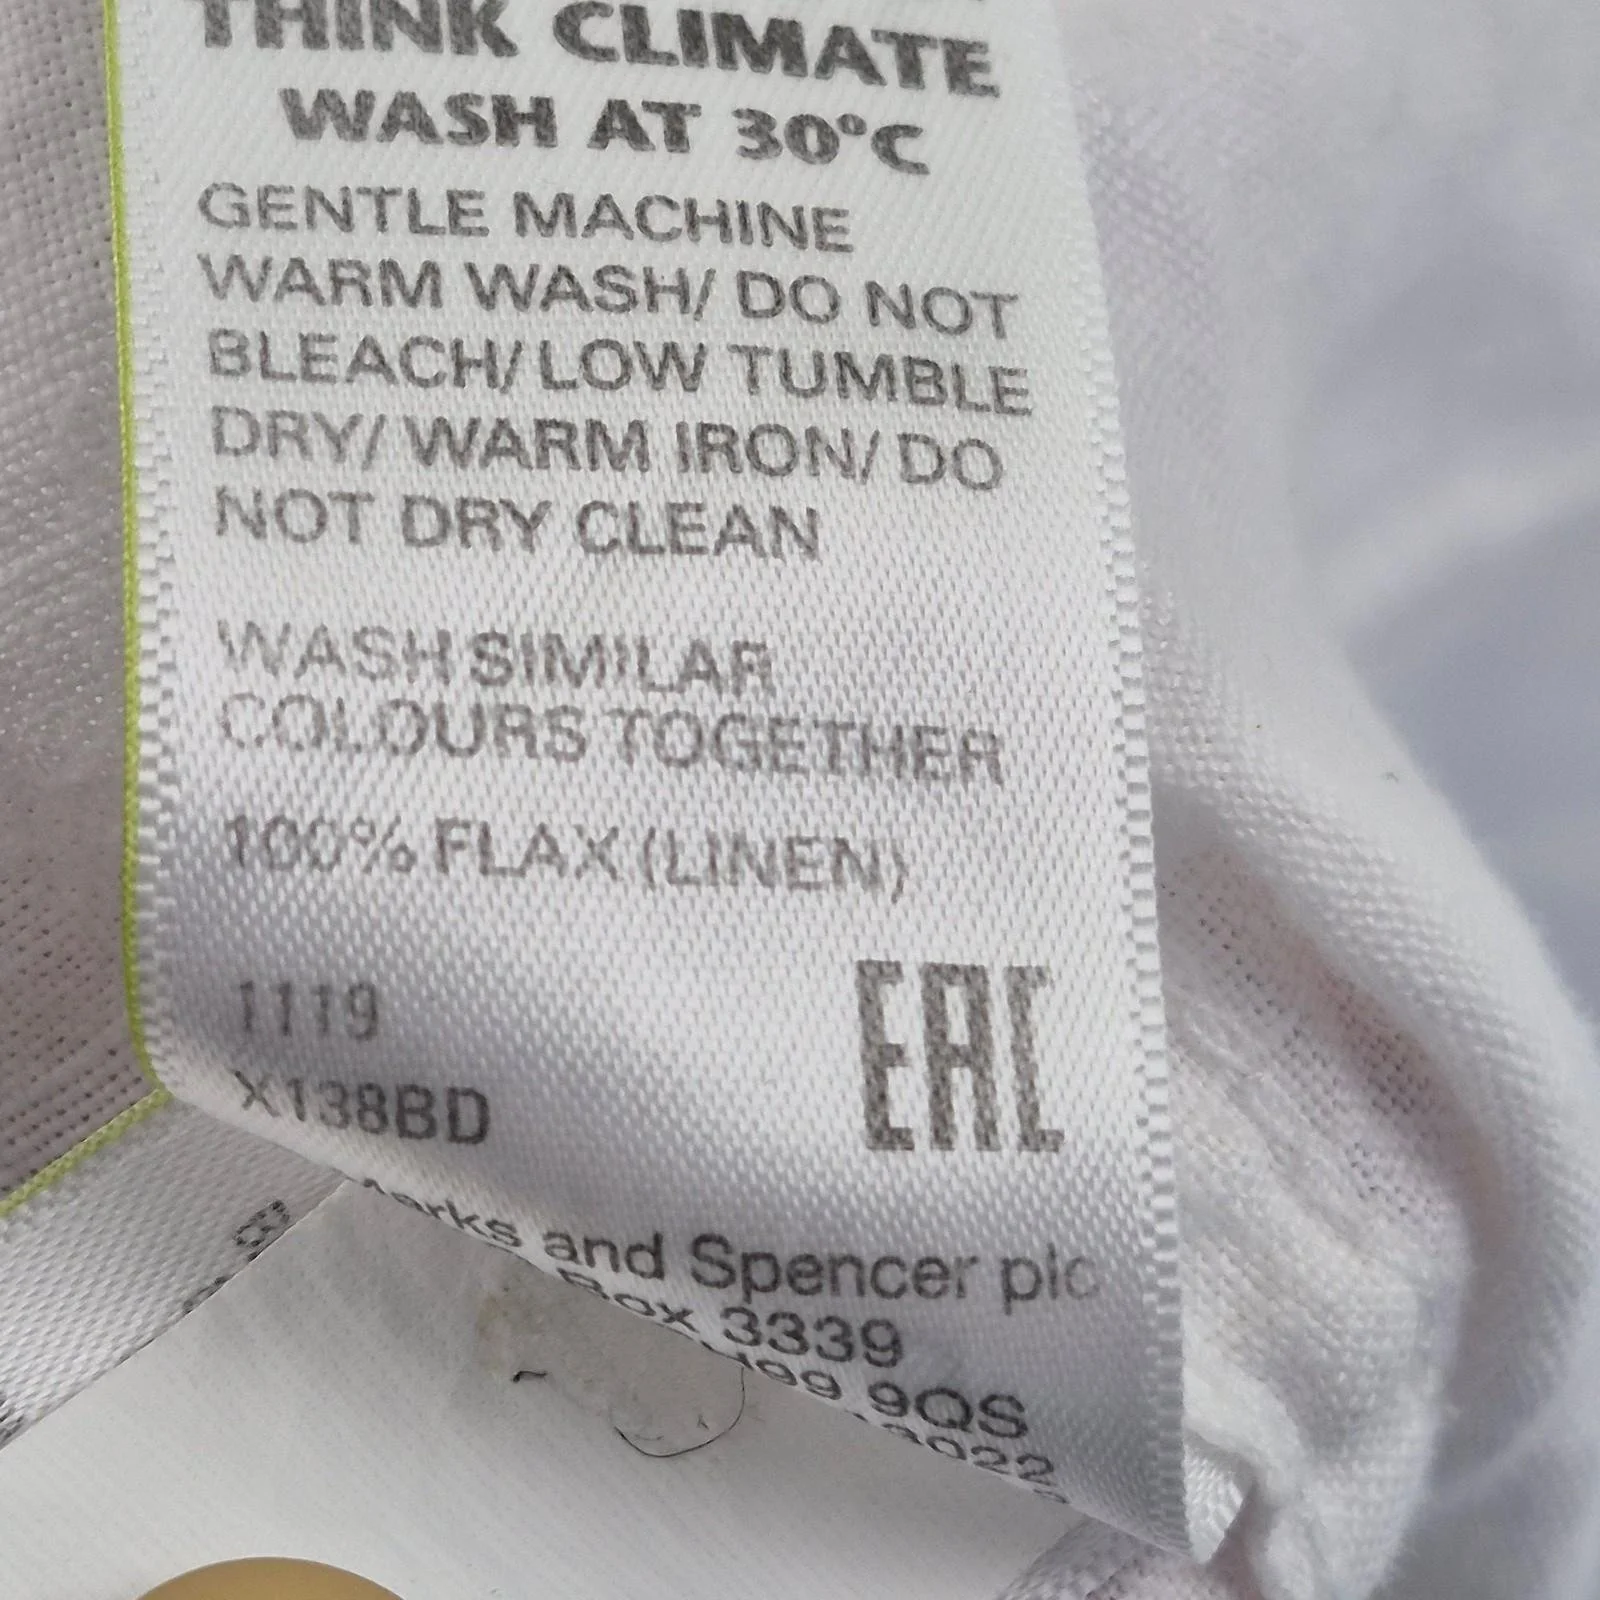 THINK CLIMATE
WASH AT 30°C
GENTLE MACHINE
WARM WASH/ DO NOT
BLEACH/ LOW TUMBLE
DRY/ WARM IRON/ DO
NOT DRY CLEAN
WASH SIMILAR
COLOURS TOGETHER
100% FLAX (LINEN)
1119
EAC
X138BD
Marks and Spencer plc
Box 3339
9QS